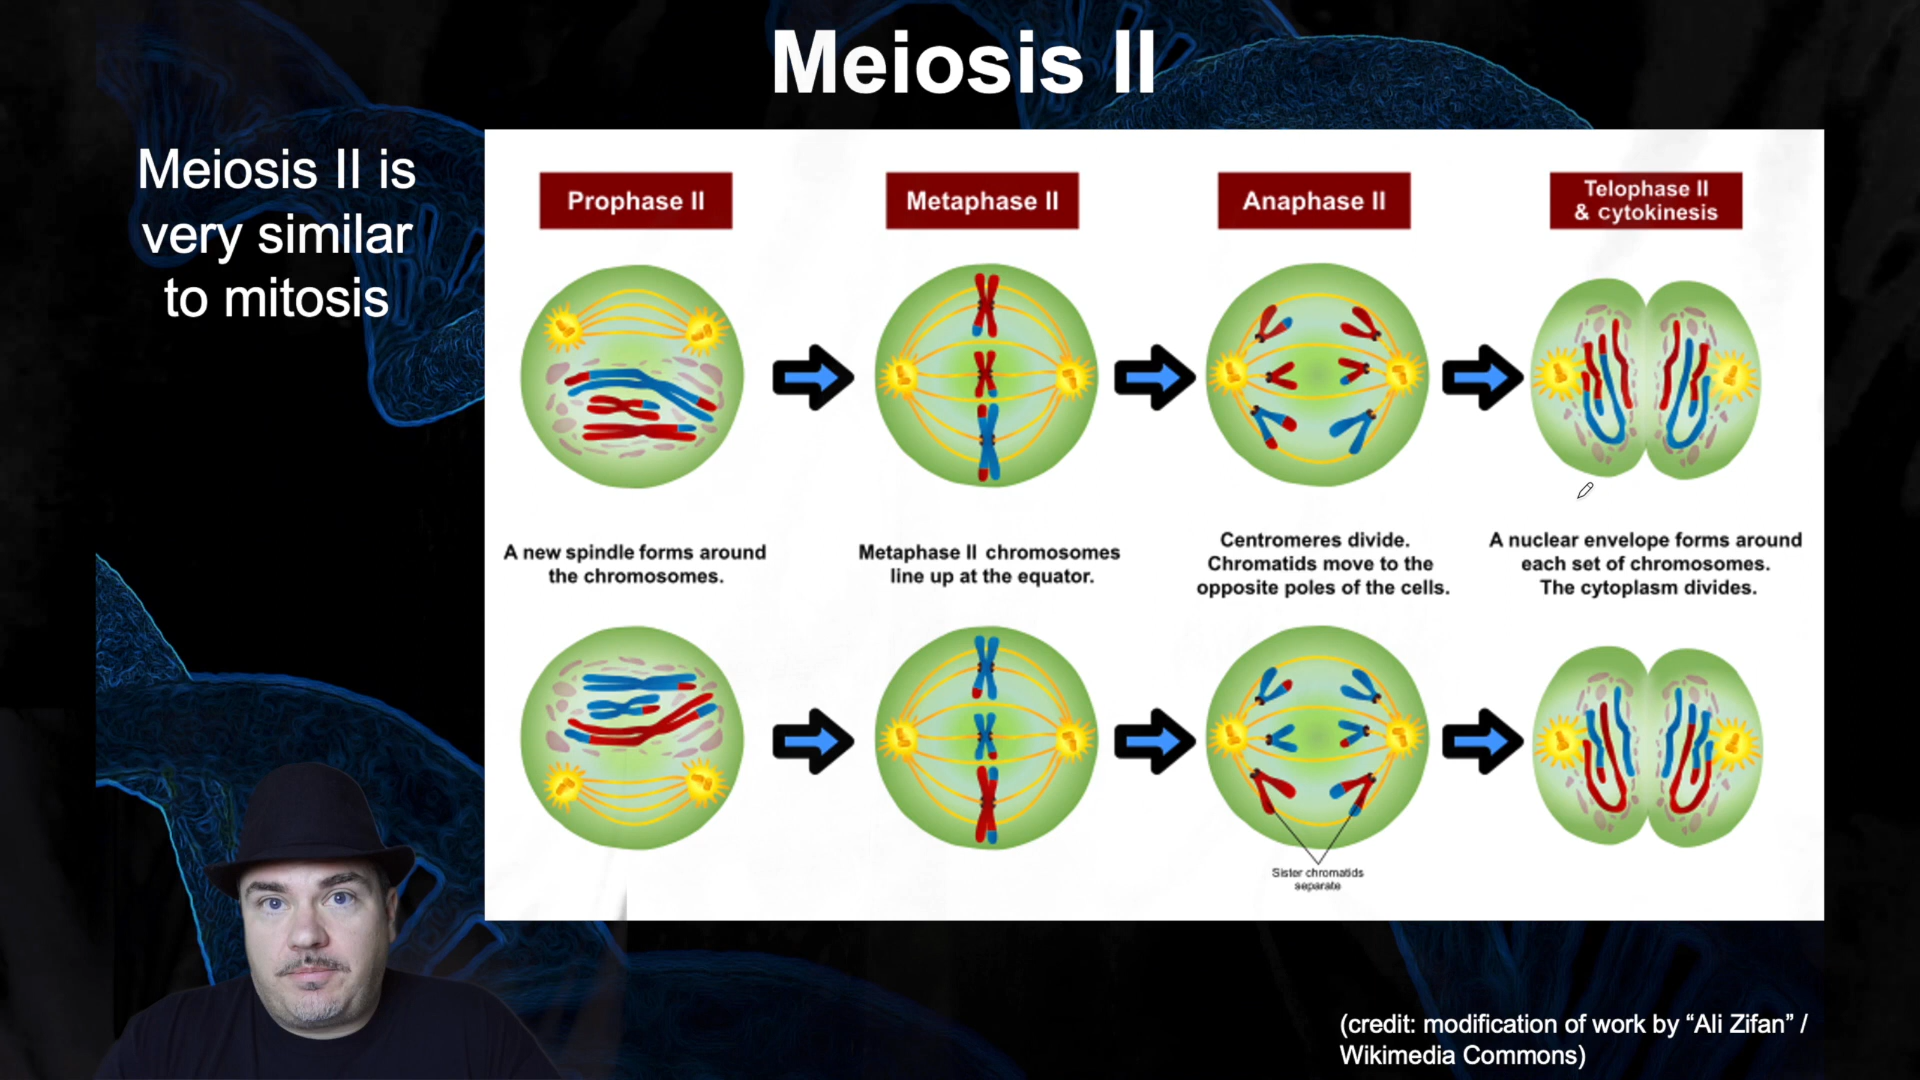 Meiosis II
Meiosis II is
very similar
to mitosis
Prophase II
Metaphase II
Anaphase II
Telophase II
& cytokinesis
A new spindle forms around
the chromosomes.
Metaphase II chromosomes
line up at the equator.
Centromeres divide.
Chromatids move to the
opposite poles of the cells.
A nuclear envelope forms around
each set of chromosomes.
The cytoplasm divides.
Sister chromatids
separate
(credit: modification of work by “Ali Zifan” /
Wikimedia Commons)